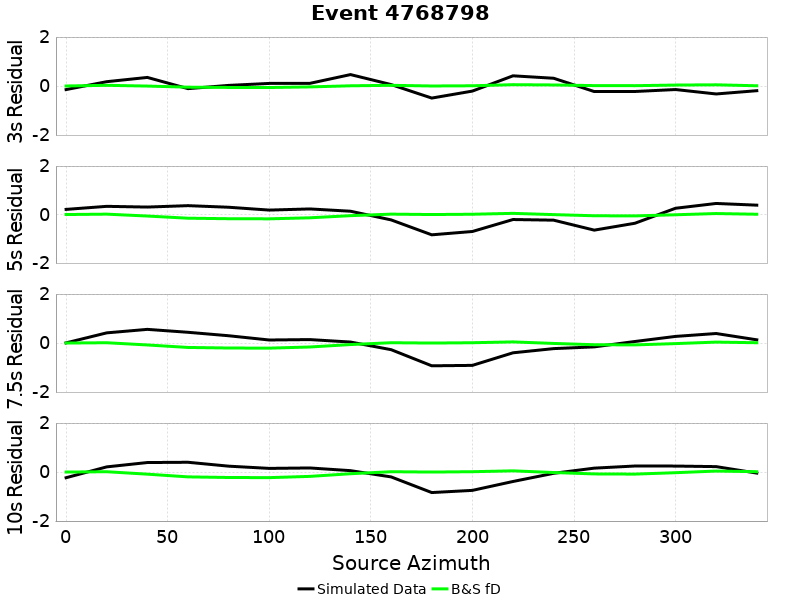 Event 4768798
3s Residual
2
0
-2
5s Residual
2
0
-2
7.5s Residual
2
0
-2
10s Residual
2
0
-2
0 50 100 150 200 250 300
Source Azimuth
Simulated Data B&S fD